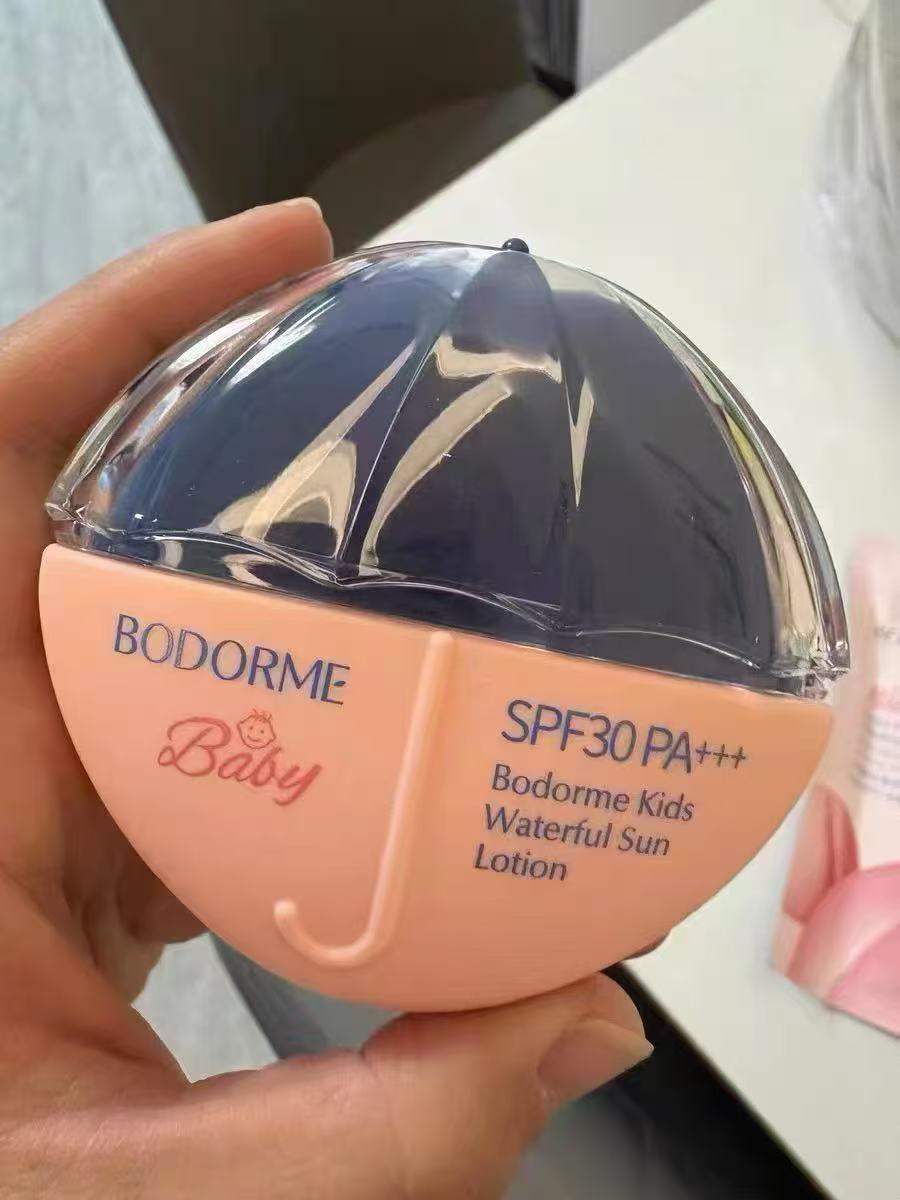 BODORME
Baby
SPF30 PA+++
Bodorme Kids
Waterful Sun
Lotion